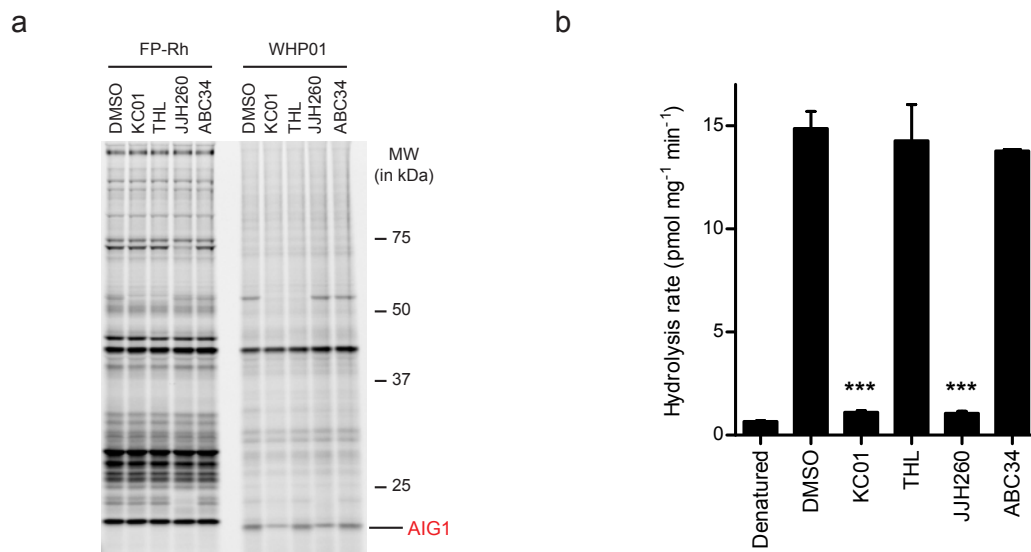 a
FP-Rh
WHP01
DMSO
KC01
THL
JJH260
ABC34
DMSO
KC01
THL
JJH260
ABC34
MW
(in kDa)
75
50
37
25
AIG1
b
Hydrolysis rate (pmol mg⁻¹ min⁻¹)
15
10
5
0
***
***
Denatured
DMSO
KC01
THL
JJH260
ABC34